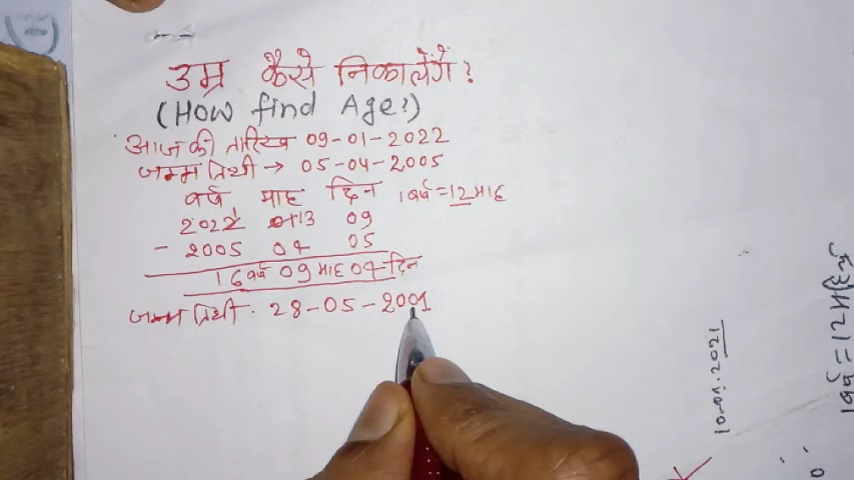 उम्र कैसे निकालेंगें?
(How find Age?)
आज की तारिख 09-01-2022
जन्म तिथी → 05-04-2005
वर्ष माह दिन 1वर्ष=12माह
2022 13 09
- 2005 04 05
16वर्ष 09माह 04दिन
जन्म तिथी. 28-05-2001
10-01.2021
1वर्ष=12महिने